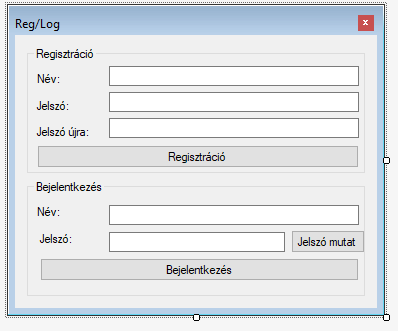 Reg/Log
x
Regisztráció
Név:
Jelszó:
Jelszó újra:
Regisztráció
Bejelentkezés
Név:
Jelszó:
Jelszó mutat
Bejelentkezés